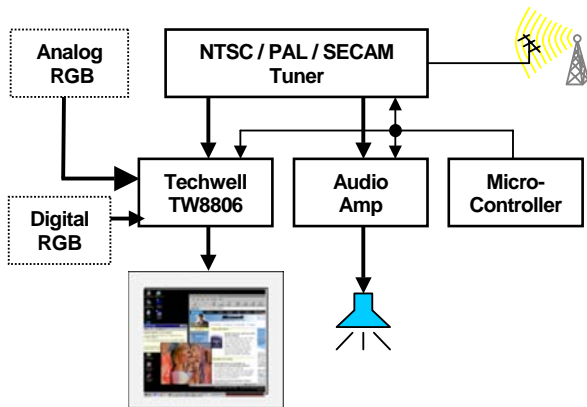 Analog
RGB
NTSC / PAL / SECAM
Tuner
Techwell
TW8806
Audio
Amp
Micro-
Controller
Digital
RGB